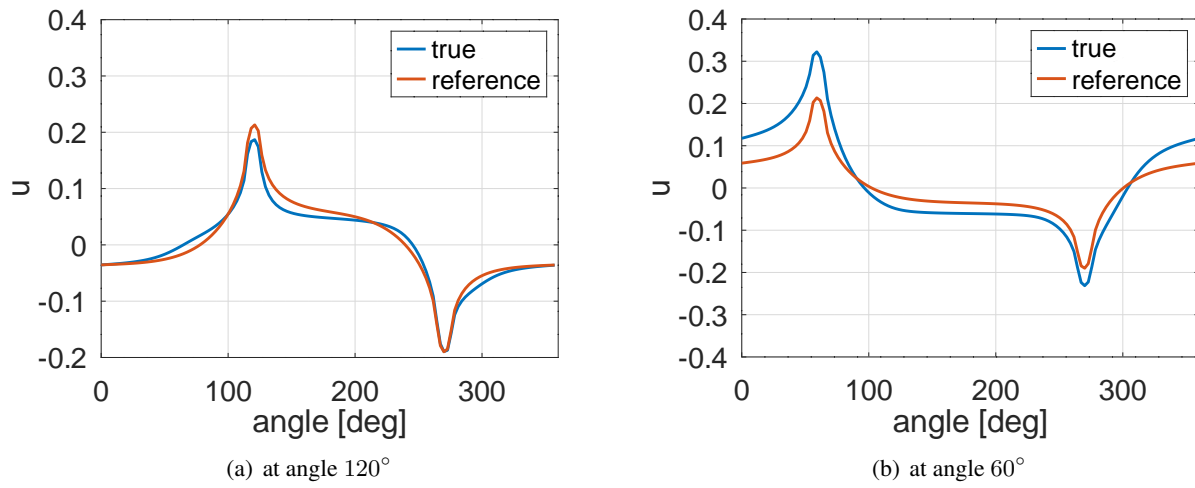 0.4
0.3
0.2
0.1
0
-0.1
-0.2
u
0
100
200
300
angle [deg]
true
reference
(a) at angle 120°
0.4
0.3
0.2
0.1
0
-0.1
-0.2
-0.3
-0.4
u
0
100
200
300
angle [deg]
true
reference
(b) at angle 60°